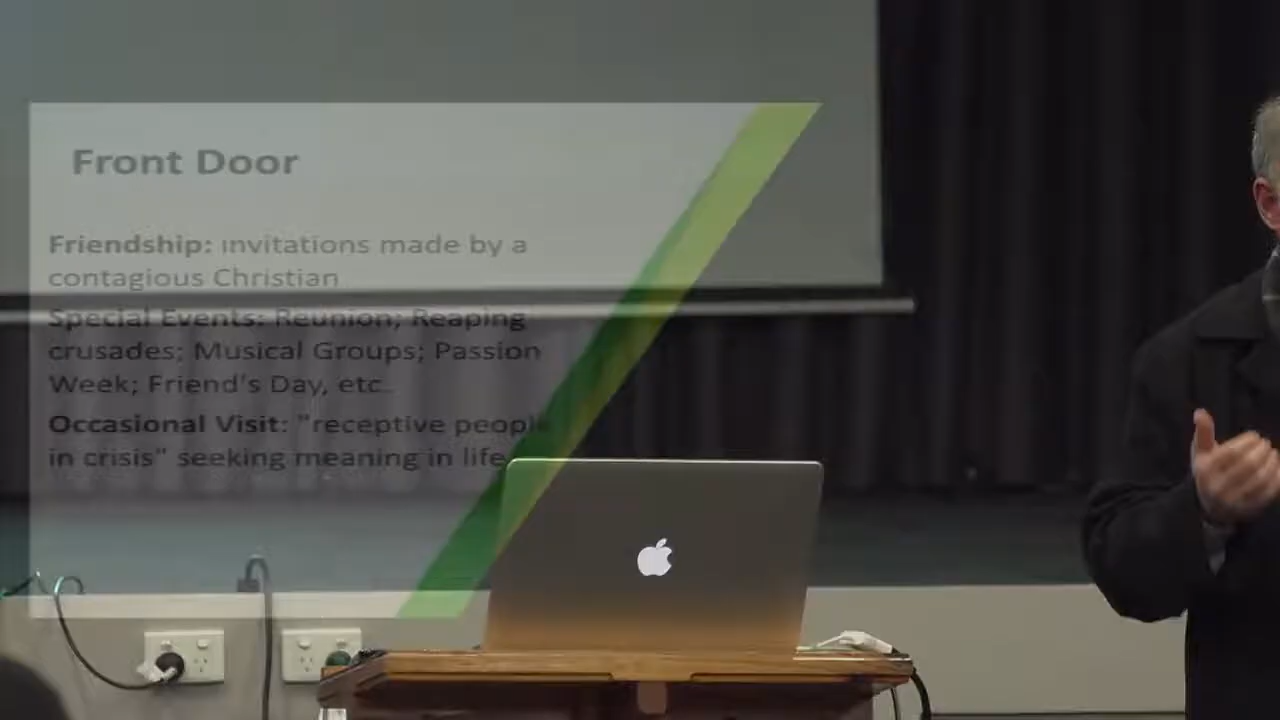 Front Door
Friendship: invitations made by a
contagious Christian
Special Events: Reunion; Reaping
crusades; Musical Groups; Passion
Week; Friend's Day, etc.
Occasional Visit: "receptive people
in crisis" seeking meaning in life